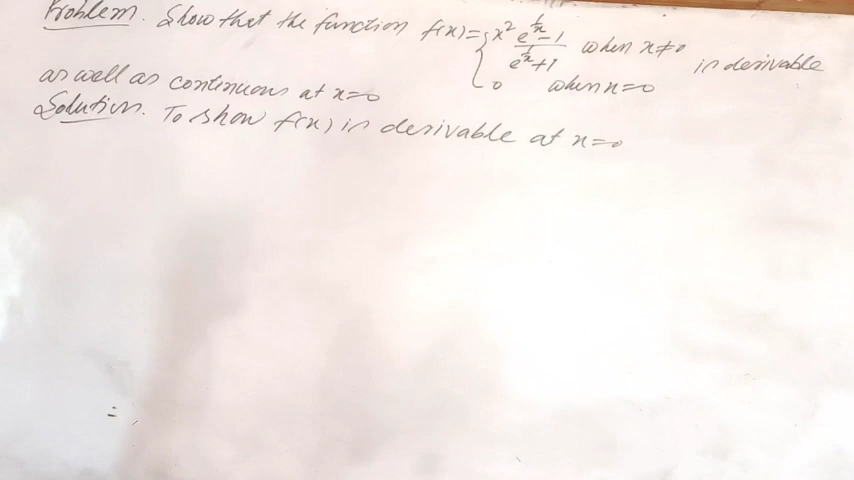 Problem. Show that the function f(x) = { x² (e^{1/x} - 1)/(e^{1/x} + 1) when x ≠ 0 is derivable
0 when x = 0
as well as continuous at x = 0
Solution. To show f(x) is derivable at x = 0
=